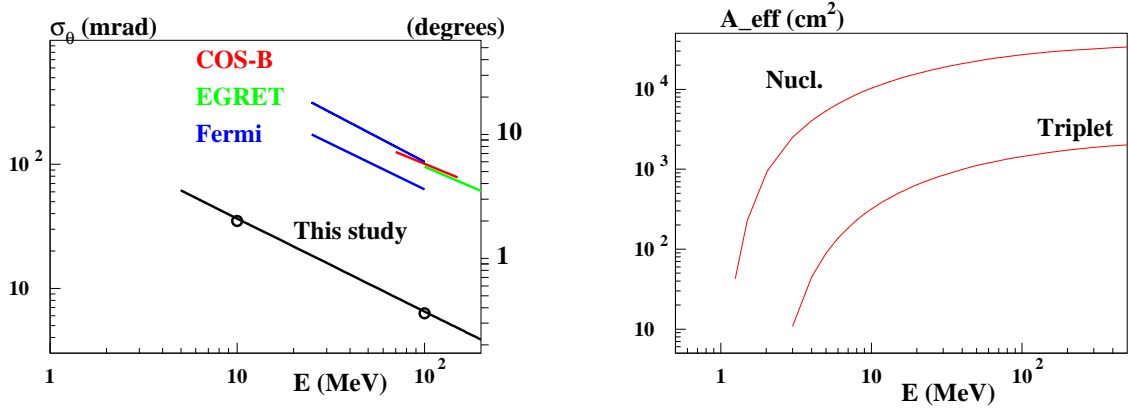 σ_θ (mrad) (degrees)
COS-B
EGRET
Fermi
This study
10²
10
10
1
1 10 10²
E (MeV)
A_eff (cm²)
Nucl.
Triplet
10⁴
10³
10²
10
1 10 10²
E (MeV)